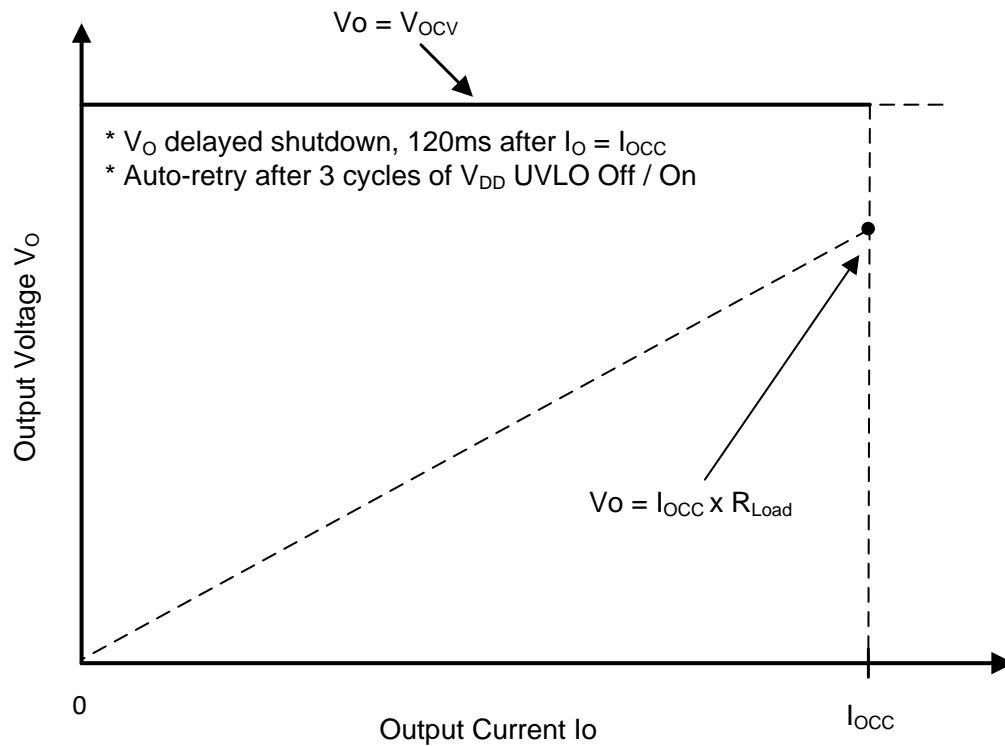 Vo = VOCV
* VO delayed shutdown, 120ms after IO = IOCC
* Auto-retry after 3 cycles of VDD UVLO Off / On
Output Voltage VO
Vo = IOCC x RLoad
0
Output Current Io
IOCC